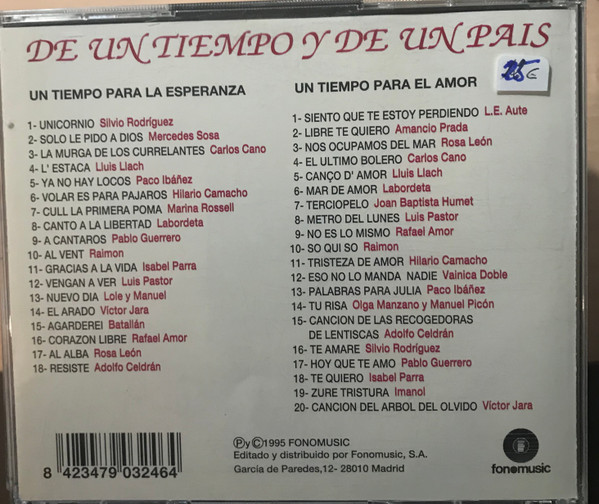 DE UN TIEMPO Y DE UN PAIS
25€
UN TIEMPO PARA LA ESPERANZA
1- UNICORNIO Silvio Rodríguez
2- SOLO LE PIDO A DIOS Mercedes Sosa
3- LA MURGA DE LOS CURRELANTES Carlos Cano
4- L' ESTACA Lluis Llach
5- YA NO HAY LOCOS Paco Ibáñez
6- VOLAR ES PARA PAJAROS Hilario Camacho
7- CULL LA PRIMERA POMA Marina Rossell
8- CANTO A LA LIBERTAD Labordeta
9- A CANTAROS Pablo Guerrero
10- AL VENT Raimon
11- GRACIAS A LA VIDA Isabel Parra
12- VENGAN A VER Luis Pastor
13- NUEVO DIA Lole y Manuel
14- EL ARADO Víctor Jara
15- AGARDEREI Batallán
16- CORAZON LIBRE Rafael Amor
17- AL ALBA Rosa León
18- RESISTE Adolfo Celdrán
UN TIEMPO PARA EL AMOR
1- SIENTO QUE TE ESTOY PERDIENDO L.E. Aute
2- LIBRE TE QUIERO Amancio Prada
3- NOS OCUPAMOS DEL MAR Rosa León
4- EL ULTIMO BOLERO Carlos Cano
5- CANÇO D' AMOR Lluis Llach
6- MAR DE AMOR Labordeta
7- TERCIOPELO Joan Baptista Humet
8- METRO DEL LUNES Luis Pastor
9- NO ES LO MISMO Rafael Amor
10- SO QUI SO Raimon
11- TRISTEZA DE AMOR Hilario Camacho
12- ESO NO LO MANDA NADIE Vainica Doble
13- PALABRAS PARA JULIA Paco Ibáñez
14- TU RISA Olga Manzano y Manuel Picón
15- CANCION DE LAS RECOGEDORAS
DE LENTISCAS Adolfo Celdrán
16- TE AMARE Silvio Rodríguez
17- HOY QUE TE AMO Pablo Guerrero
18- TE QUIERO Isabel Parra
19- ZURE TRISTURA Imanol
20- CANCION DEL ARBOL DEL OLVIDO Víctor Jara
8 423479 032464
Ⓟy©1995 FONOMUSIC
Editado y distribuido por Fonomusic, S.A.
García de Paredes,12- 28010 Madrid
fonomusic